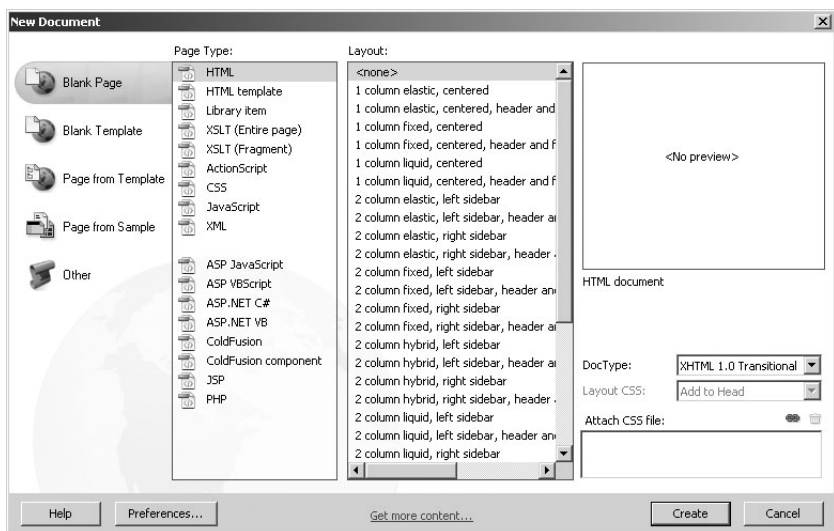 New Document
Blank Page
Blank Template
Page from Template
Page from Sample
Other
Page Type:
HTML
HTML template
Library item
XSLT (Entire page)
XSLT (Fragment)
ActionScript
CSS
JavaScript
XML
ASP JavaScript
ASP VBScript
ASP.NET C#
ASP.NET VB
ColdFusion
ColdFusion component
JSP
PHP
Layout:
<none>
1 column elastic, centered
1 column elastic, centered, header and
1 column fixed, centered
1 column fixed, centered, header and f
1 column liquid, centered
1 column liquid, centered, header and f
2 column elastic, left sidebar
2 column elastic, left sidebar, header a
2 column elastic, right sidebar
2 column elastic, right sidebar, header
2 column fixed, left sidebar
2 column fixed, left sidebar, header an
2 column fixed, right sidebar
2 column fixed, right sidebar, header a
2 column hybrid, left sidebar
2 column hybrid, left sidebar, header a
2 column hybrid, right sidebar
2 column hybrid, right sidebar, header
2 column liquid, left sidebar
2 column liquid, left sidebar, header an
2 column liquid, right sidebar
<No preview>
HTML document
DocType: XHTML 1.0 Transitional
Layout CSS: Add to Head
Attach CSS file:
Help
Preferences...
Get more content...
Create
Cancel